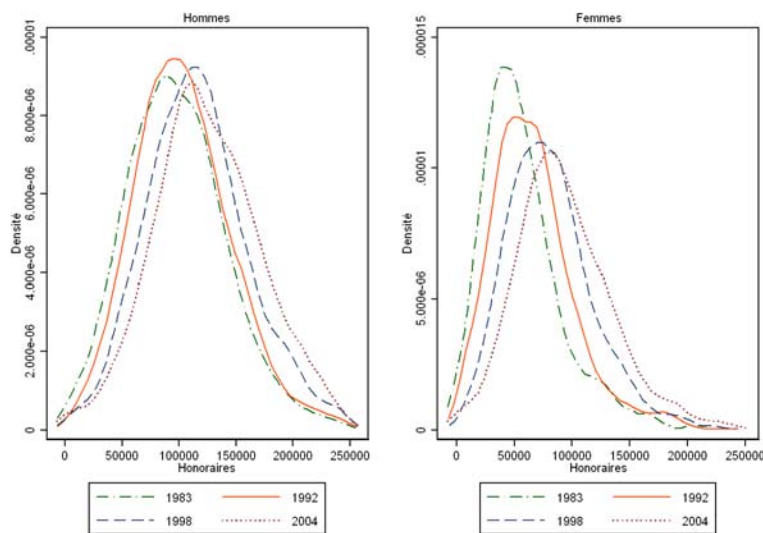 Hommes
.00001
8.000e-06
6.000e-06
4.000e-06
2.000e-06
0
Densité
0 50000 100000 150000 200000 250000
Honoraires
1983 1992
1998 2004
Femmes
.000015
.00001
5.000e-06
0
Densité
0 50000 100000 150000 200000 250000
Honoraires
1983 1992
1998 2004